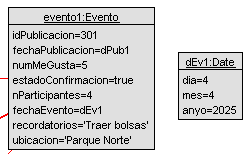 evento1:Evento
idPublicacion=301
fechaPublicacion=dPub1
numMeGusta=5
estadoConfirmacion=true
nParticipantes=4
fechaEvento=dEv1
recordatorios='Traer bolsas'
ubicacion='Parque Norte'
dEv1:Date
dia=4
mes=4
anyo=2025